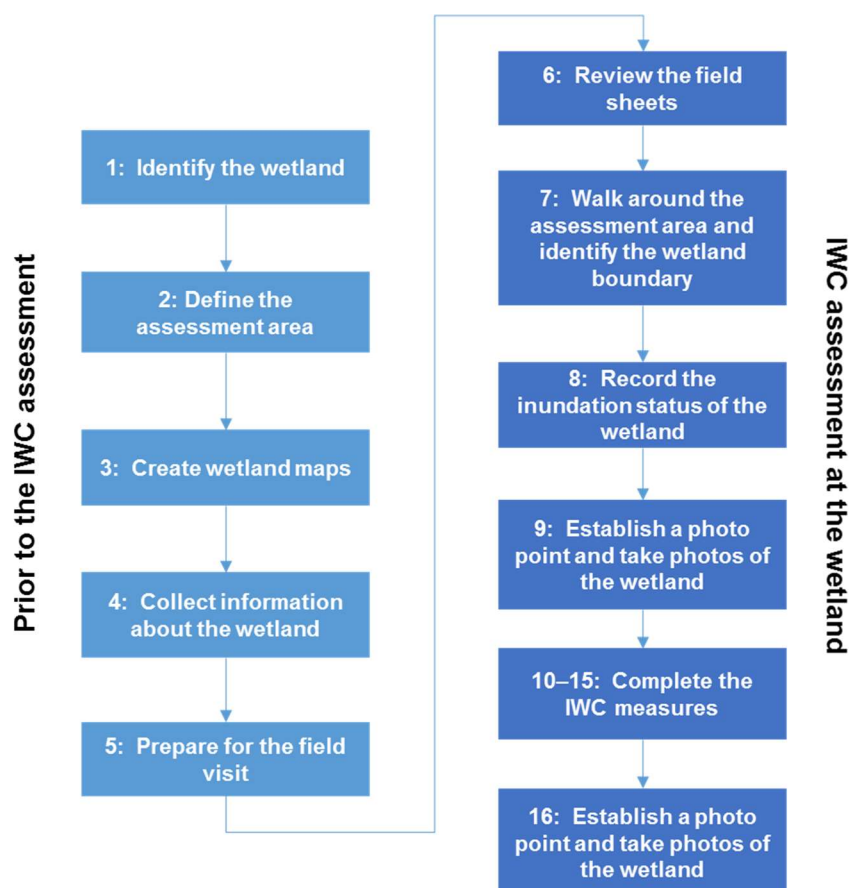 Prior to the IWC assessment
1: Identify the wetland
2: Define the
assessment area
3: Create wetland maps
4: Collect information
about the wetland
5: Prepare for the field
visit
IWC assessment at the wetland
6: Review the field
sheets
7: Walk around the
assessment area and
identify the wetland
boundary
8: Record the
inundation status of the
wetland
9: Establish a photo
point and take photos of
the wetland
10–15: Complete the
IWC measures
16: Establish a photo
point and take photos of
the wetland